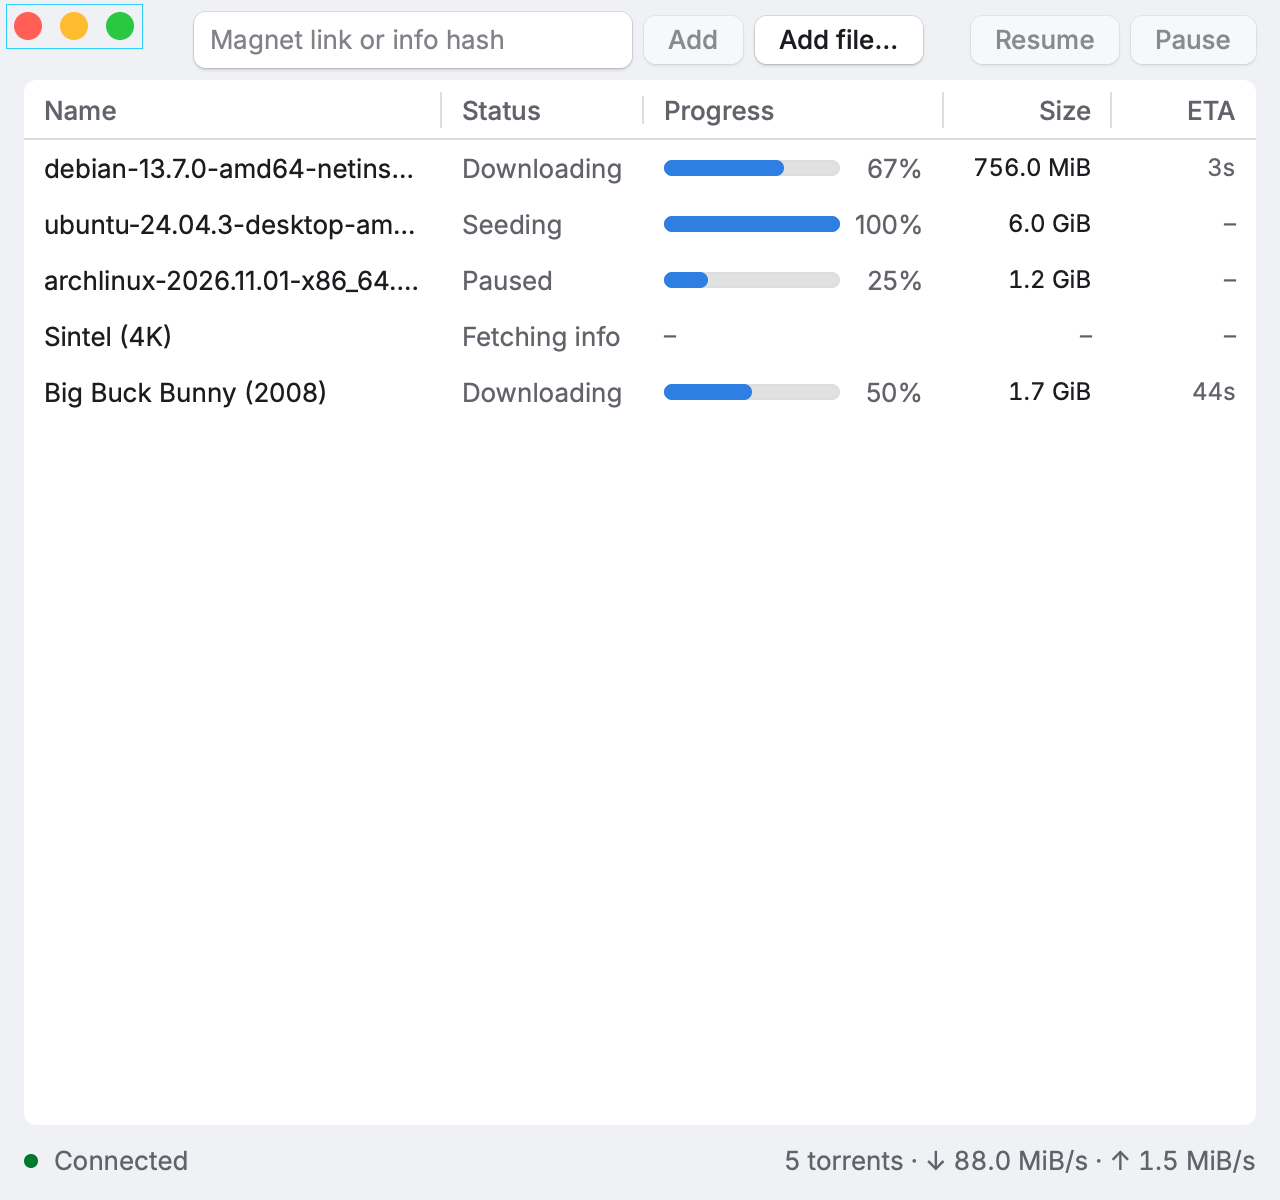 Magnet link or info hash Add Add file... Resume Pause
Name Status Progress Size ETA
debian-13.7.0-amd64-netins... Downloading 67% 756.0 MiB 3s
ubuntu-24.04.3-desktop-am... Seeding 100% 6.0 GiB –
archlinux-2026.11.01-x86_64.... Paused 25% 1.2 GiB –
Sintel (4K) Fetching info – – –
Big Buck Bunny (2008) Downloading 50% 1.7 GiB 44s
Connected 5 torrents · ↓ 88.0 MiB/s · ↑ 1.5 MiB/s